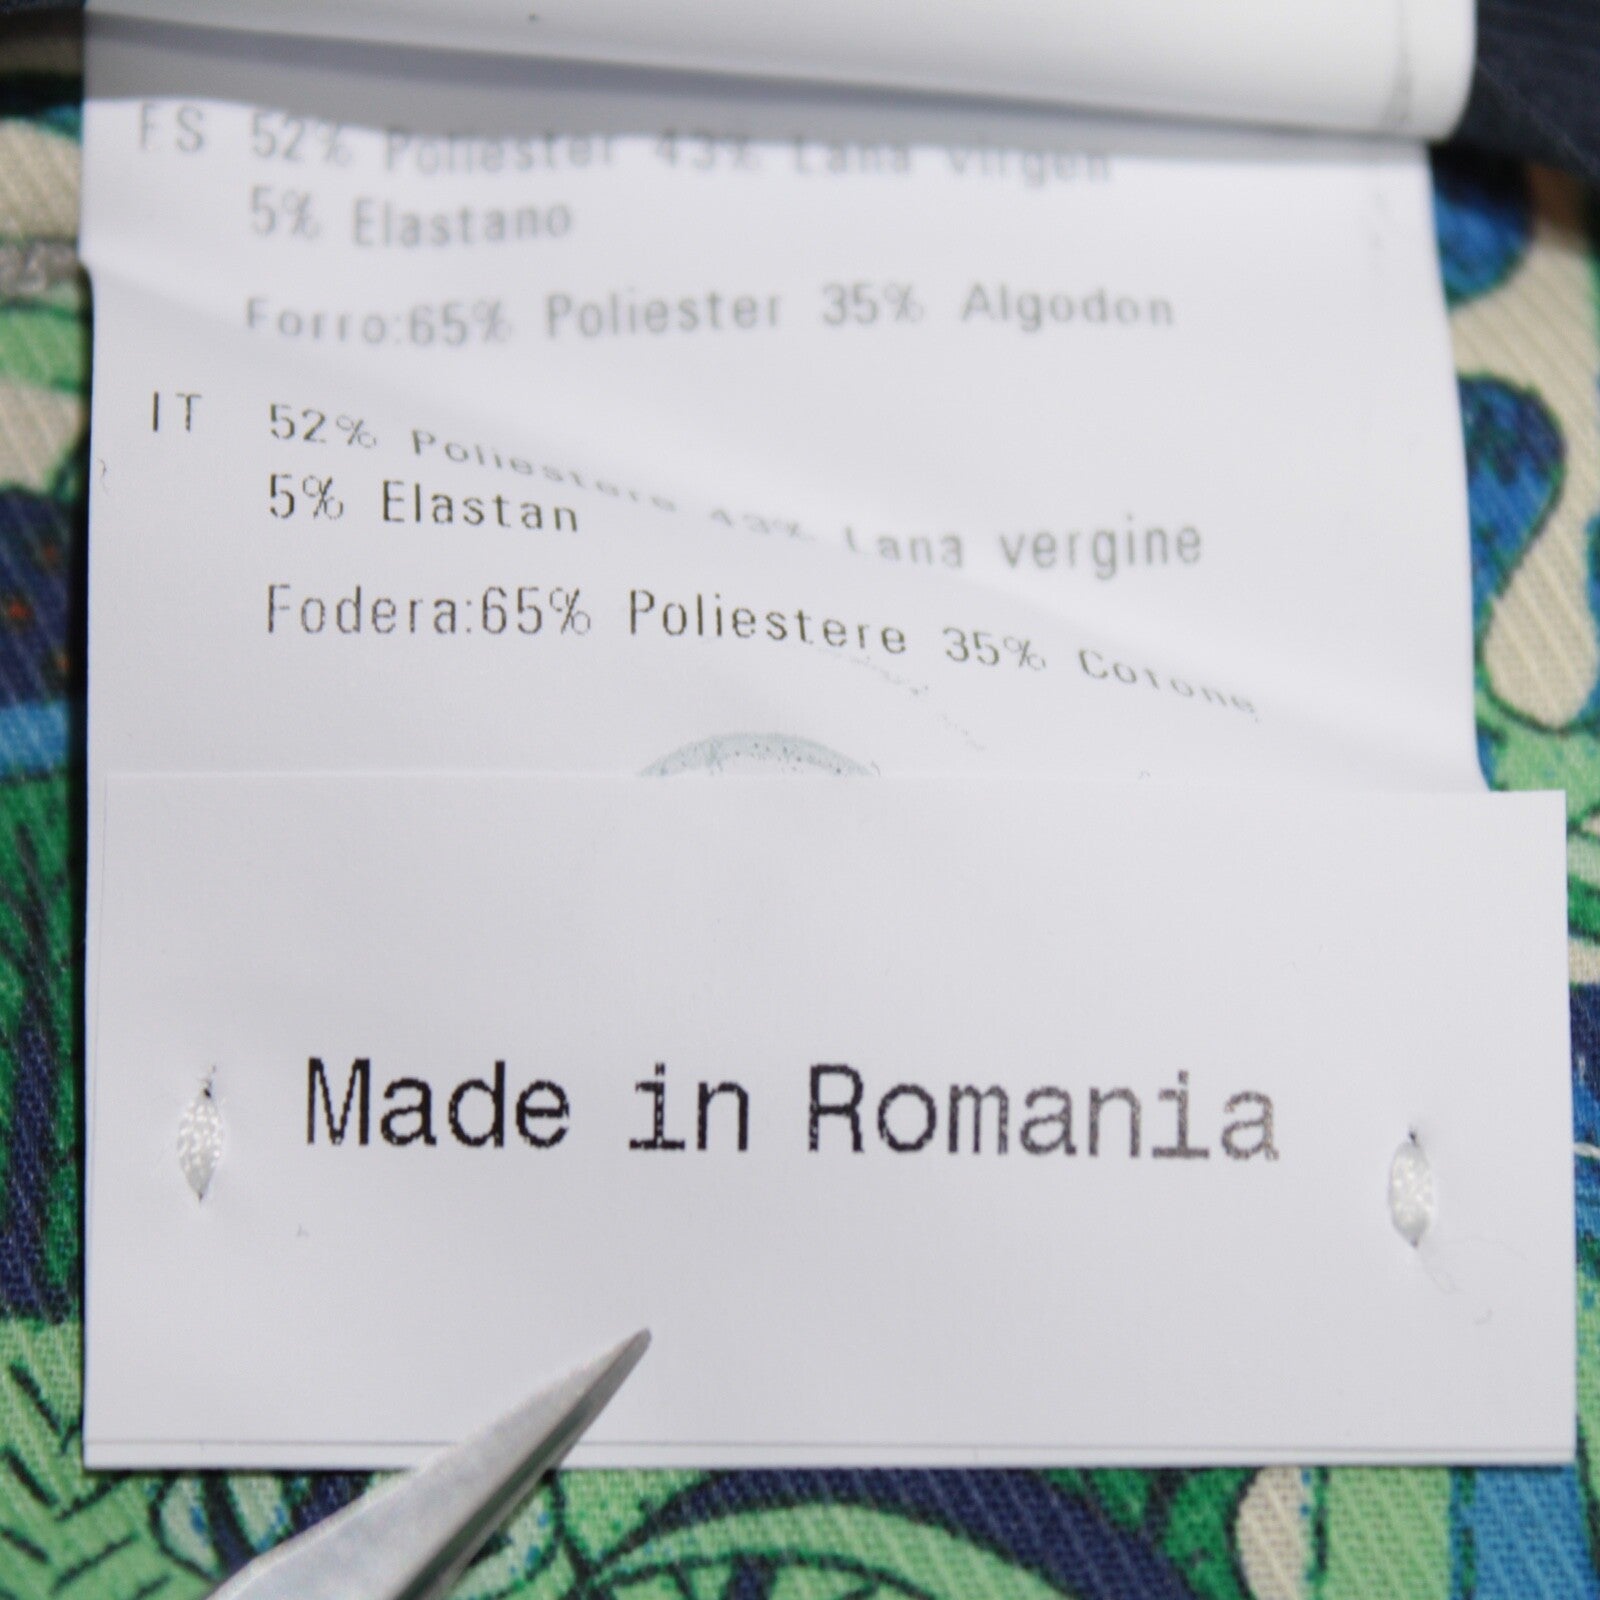 ES 52% Poliester 43% Lana virgen
5% Elastano
Forro:65% Poliester 35% Algodon
IT 52% Poliestere 43% Lana vergine
5% Elastan
Fodera:65% Poliestere 35% Cotone
Made in Romania